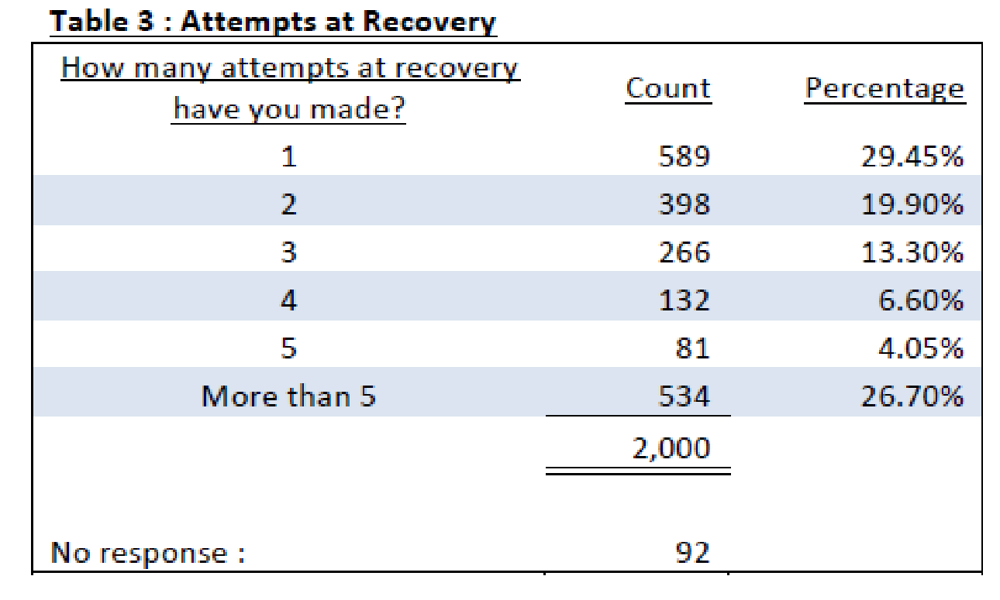 Table 3 : Attempts at Recovery
How many attempts at recovery
have you made? Count Percentage
1 589 29.45%
2 398 19.90%
3 266 13.30%
4 132 6.60%
5 81 4.05%
More than 5 534 26.70%
2,000
No response : 92